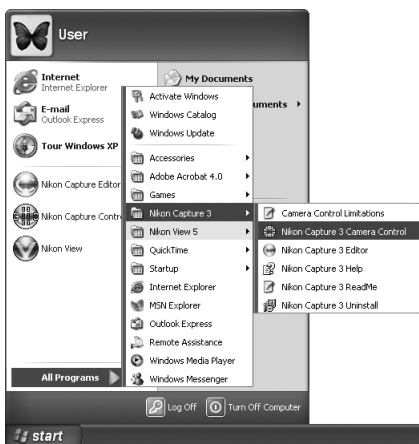 User
Internet
Internet Explorer
E-mail
Outlook Express
Tour Windows XP
Nikon Capture Editor
Nikon Capture Contr
Nikon View
All Programs
My Documents
uments
Activate Windows
Windows Catalog
Windows Update
Accessories
Adobe Acrobat 4.0
Games
Nikon Capture 3
Nikon View 5
QuickTime
Startup
Internet Explorer
MSN Explorer
Outlook Express
Remote Assistance
Windows Media Player
Windows Messenger
Camera Control Limitations
Nikon Capture 3 Camera Control
Nikon Capture 3 Editor
Nikon Capture 3 Help
Nikon Capture 3 ReadMe
Nikon Capture 3 Uninstall
Log Off
Turn Off Computer
start